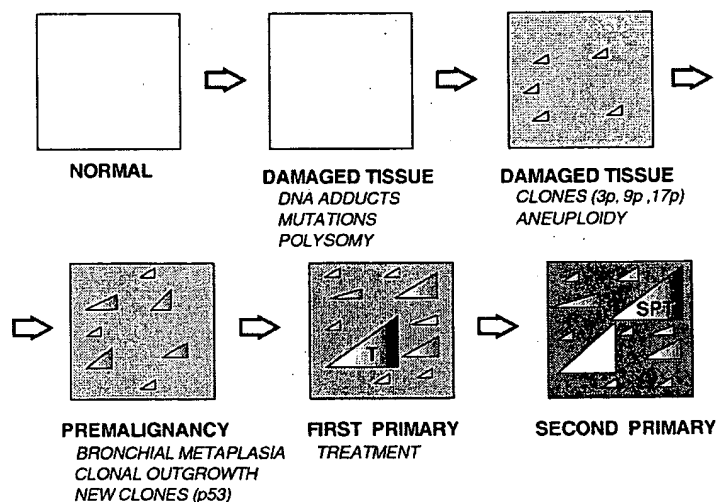 NORMAL
DAMAGED TISSUE
DNA ADDUCTS
MUTATIONS
POLYSOMY
DAMAGED TISSUE
CLONES (3p, 9p ,17p)
ANEUPLOIDY
PREMALIGNANCY
BRONCHIAL METAPLASIA
CLONAL OUTGROWTH
NEW CLONES (p53)
T
FIRST PRIMARY
TREATMENT
SPT
SECOND PRIMARY